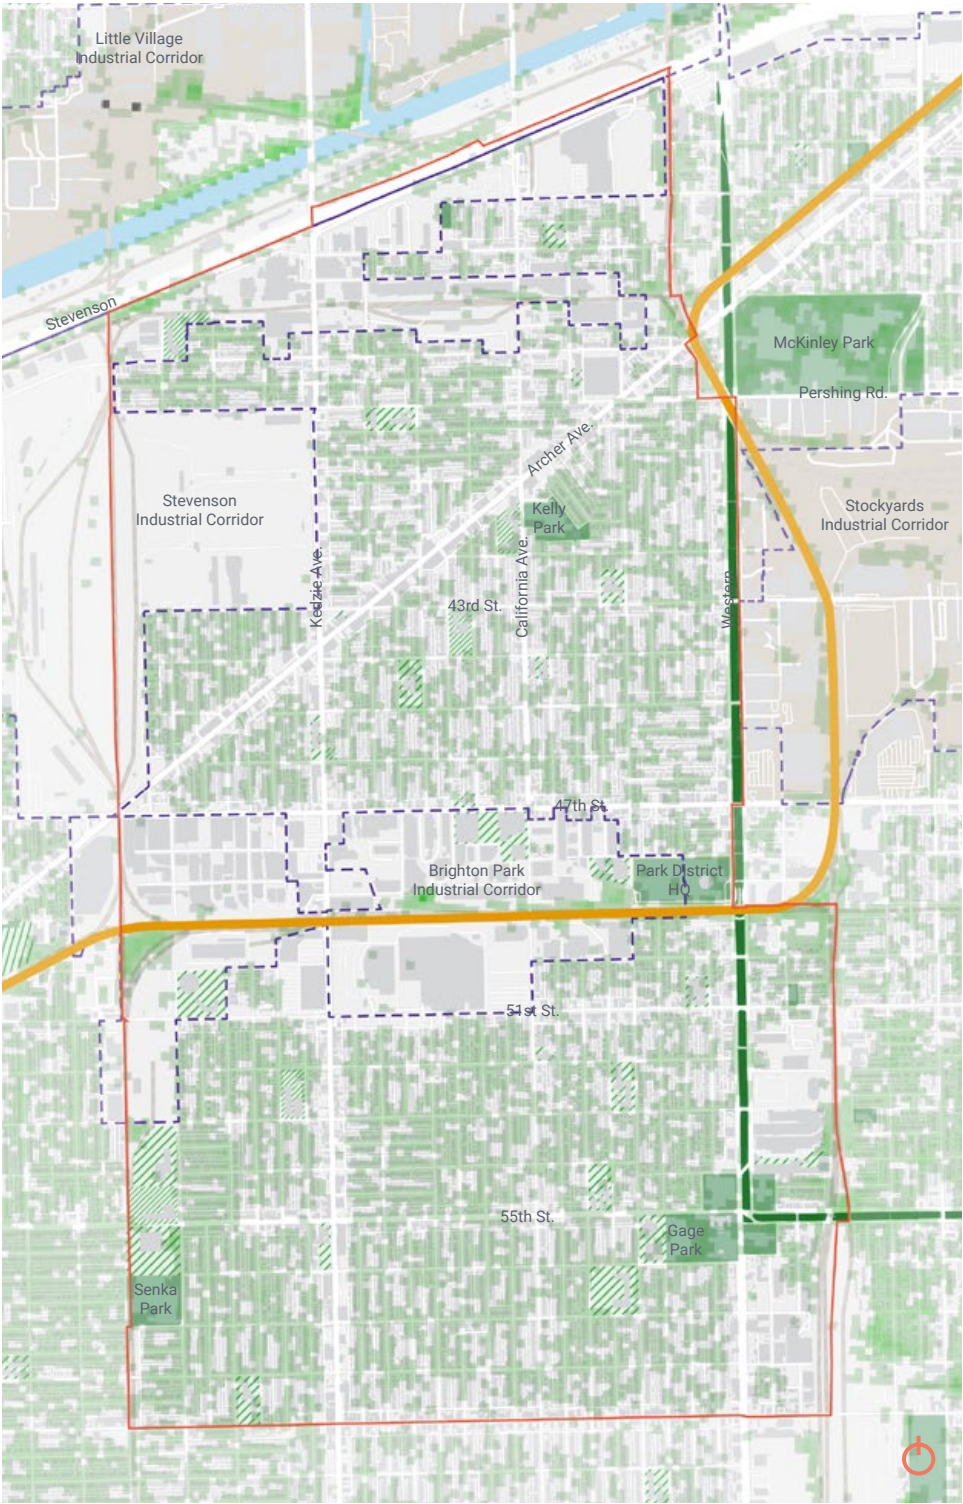 Little Village
Industrial Corridor
Stevenson
McKinley Park
Pershing Rd.
Archer Ave.
Stevenson
Industrial Corridor
Kelly
Park
Stockyards
Industrial Corridor
Kedzie Ave.
California Ave.
Western
43rd St.
47th St.
Brighton Park
Industrial Corridor
Park District
HQ
51st St.
55th St.
Gage
Park
Senka
Park